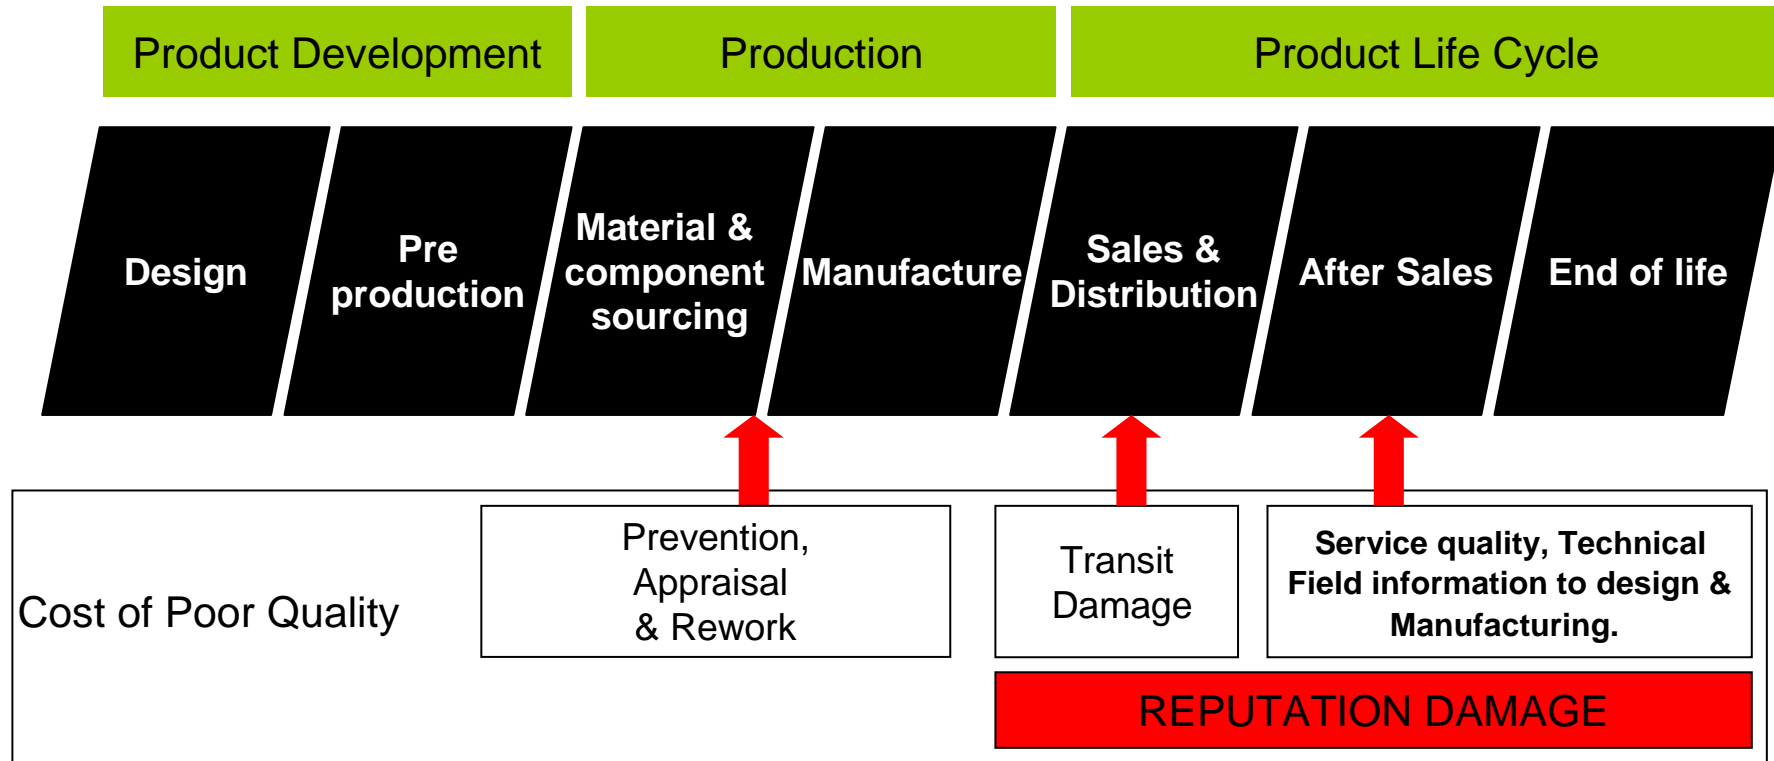 Product Development
Production
Product Life Cycle
Design
Pre
production
Material &
component
sourcing
Manufacture
Sales &
Distribution
After Sales
End of life
Cost of Poor Quality
Prevention,
Appraisal
& Rework
Transit
Damage
Service quality, Technical
Field information to design &
Manufacturing.
REPUTATION DAMAGE